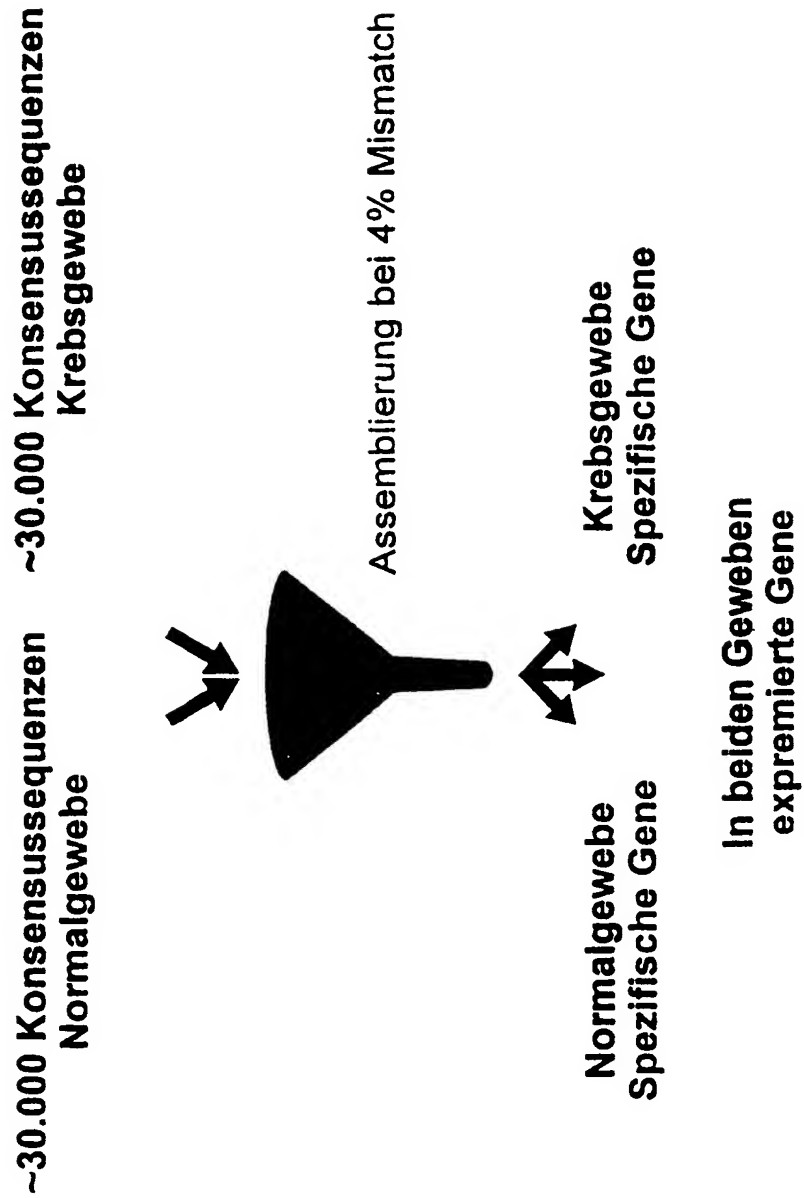 ~30.000 Konsensussequenzen
Normalgewebe
~30.000 Konsensussequenzen
Krebsgewebe
Assemblierung bei 4% Mismatch
Normalgewebe
Spezifische Gene
Krebsgewebe
Spezifische Gene
In beiden Geweben
expremierte Gene